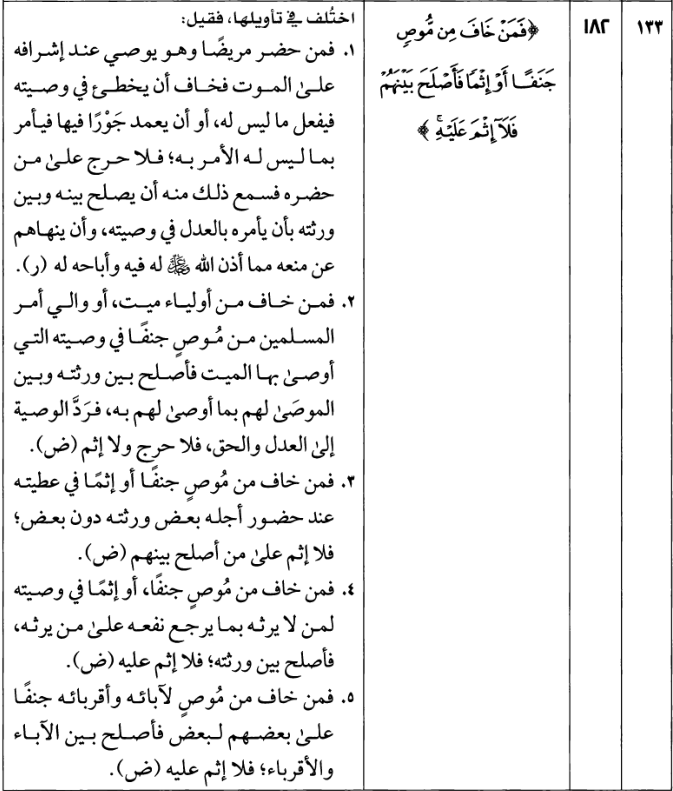 ١٣٣
١٨٢
﴿فَمَنْ خَافَ مِن مُّوصٍ
جَنَفًا أَوْ إِثْمًا فَأَصْلَحَ بَيْنَهُمْ
فَلَآ إِثْمَ عَلَيْهِ ۚ ﴾
اختُلف في تأويلها، فقيل:
١. فمن حضر مريضًا وهو يوصي عند إشرافه
علىٰ الموت فخاف أن يخطئ في وصيته
فيفعل ما ليس له، أو أن يعمد جَوْرًا فيها فيأمر
بما ليس له الأمر به؛ فلا حرج علىٰ من
حضره فسمع ذلك منه أن يصلح بينه وبين
ورثته بأن يأمره بالعدل في وصيته، وأن ينهاهم
عن منعه مما أذن الله ﷻ له فيه وأباحه له (ر).
٢. فمن خاف من أولياء ميت، أو والي أمر
المسلمين من مُوصٍ جنفًا في وصيته التي
أوصىٰ بها الميت فأصلح بين ورثته وبين
الموصَىٰ لهم بما أوصىٰ لهم به، فرَدَّ الوصية
إلىٰ العدل والحق، فلا حرج ولا إثم (ض).
٣. فمن خاف من مُوصٍ جنفًا أو إثمًا في عطيته
عند حضور أجله بعض ورثته دون بعض؛
فلا إثم علىٰ من أصلح بينهم (ض).
٤. فمن خاف من مُوصٍ جنفًا، أو إثمًا في وصيته
لمن لا يرثه بما يرجع نفعه علىٰ من يرثه،
فأصلح بين ورثته؛ فلا إثم عليه (ض).
٥. فمن خاف من مُوصٍ لآبائه وأقربائه جنفًا
علىٰ بعضهم لبعض فأصلح بين الآباء
والأقرباء؛ فلا إثم عليه (ض).